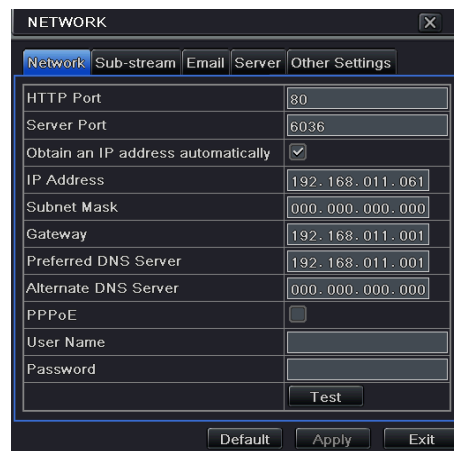 NETWORK
Network Sub-stream Email Server Other Settings
HTTP Port 80
Server Port 6036
Obtain an IP address automatically
IP Address 192.168.011.061
Subnet Mask 000.000.000.000
Gateway 192.168.011.001
Preferred DNS Server 192.168.011.001
Alternate DNS Server 000.000.000.000
PPPoE
User Name
Password
Test
Default Apply Exit